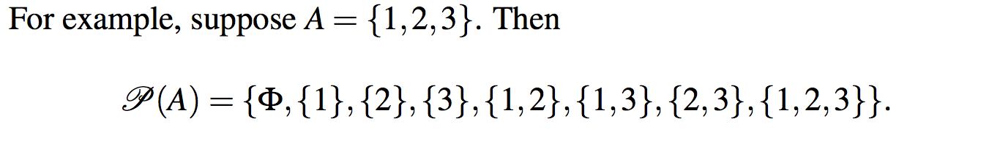 For example, suppose A = {1,2,3}. Then
𝒫(A) = {Φ,{1},{2},{3},{1,2},{1,3},{2,3},{1,2,3}}.